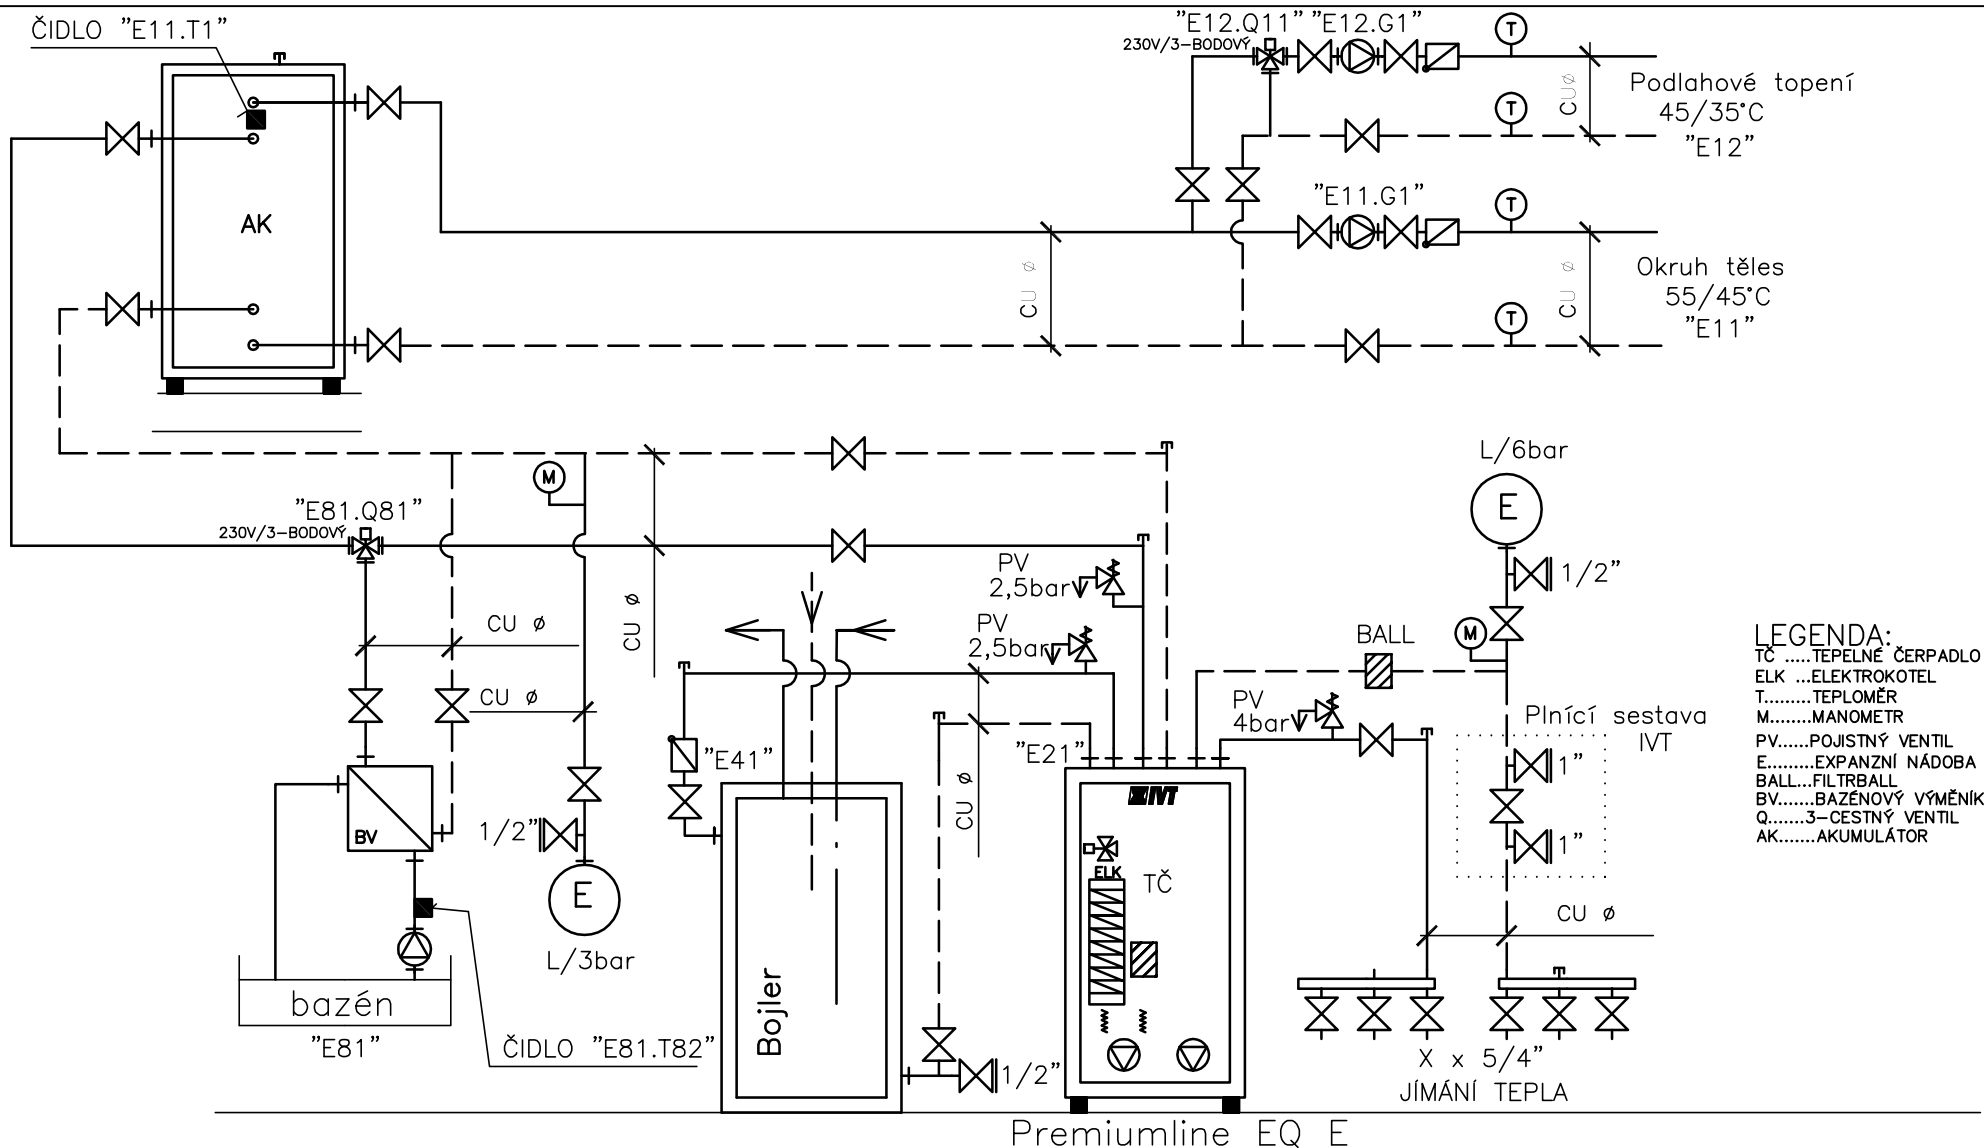 ČIDLO "E11.T1"
"E12.Q11" "E12.G1"
230V/3-BODOVÝ
T
CU ø
Podlahové topení
45/35°C
"E12"
T
AK
"E11.G1"
T
CU ø
CU ø
Okruh těles
55/45°C
"E11"
T
L/6bar
E
M
"E81.Q81"
230V/3-BODOVÝ
PV
2,5bar
1/2"
CU ø
CU ø
PV
2,5bar
BALL
M
CU ø
PV
4bar
Plnící sestava
IVT
"E41"
"E21"
1"
CU ø
IVT
BV
1/2"
1"
ELK
TČ
E
CU ø
L/3bar
Bojler
bazén
"E81"
ČIDLO "E81.T82"
1/2"
X x 5/4"
JÍMÁNÍ TEPLA
Premiumline EQ E
LEGENDA:
TČ .....TEPELNÉ ČERPADLO
ELK ...ELEKTROKOTEL
T........TEPLOMĚR
M.......MANOMETR
PV......POJISTNÝ VENTIL
E.........EXPANZNÍ NÁDOBA
BALL...FILTRBALL
BV......BAZÉNOVÝ VÝMĚNÍK
Q.......3-CESTNÝ VENTIL
AK......AKUMULÁTOR